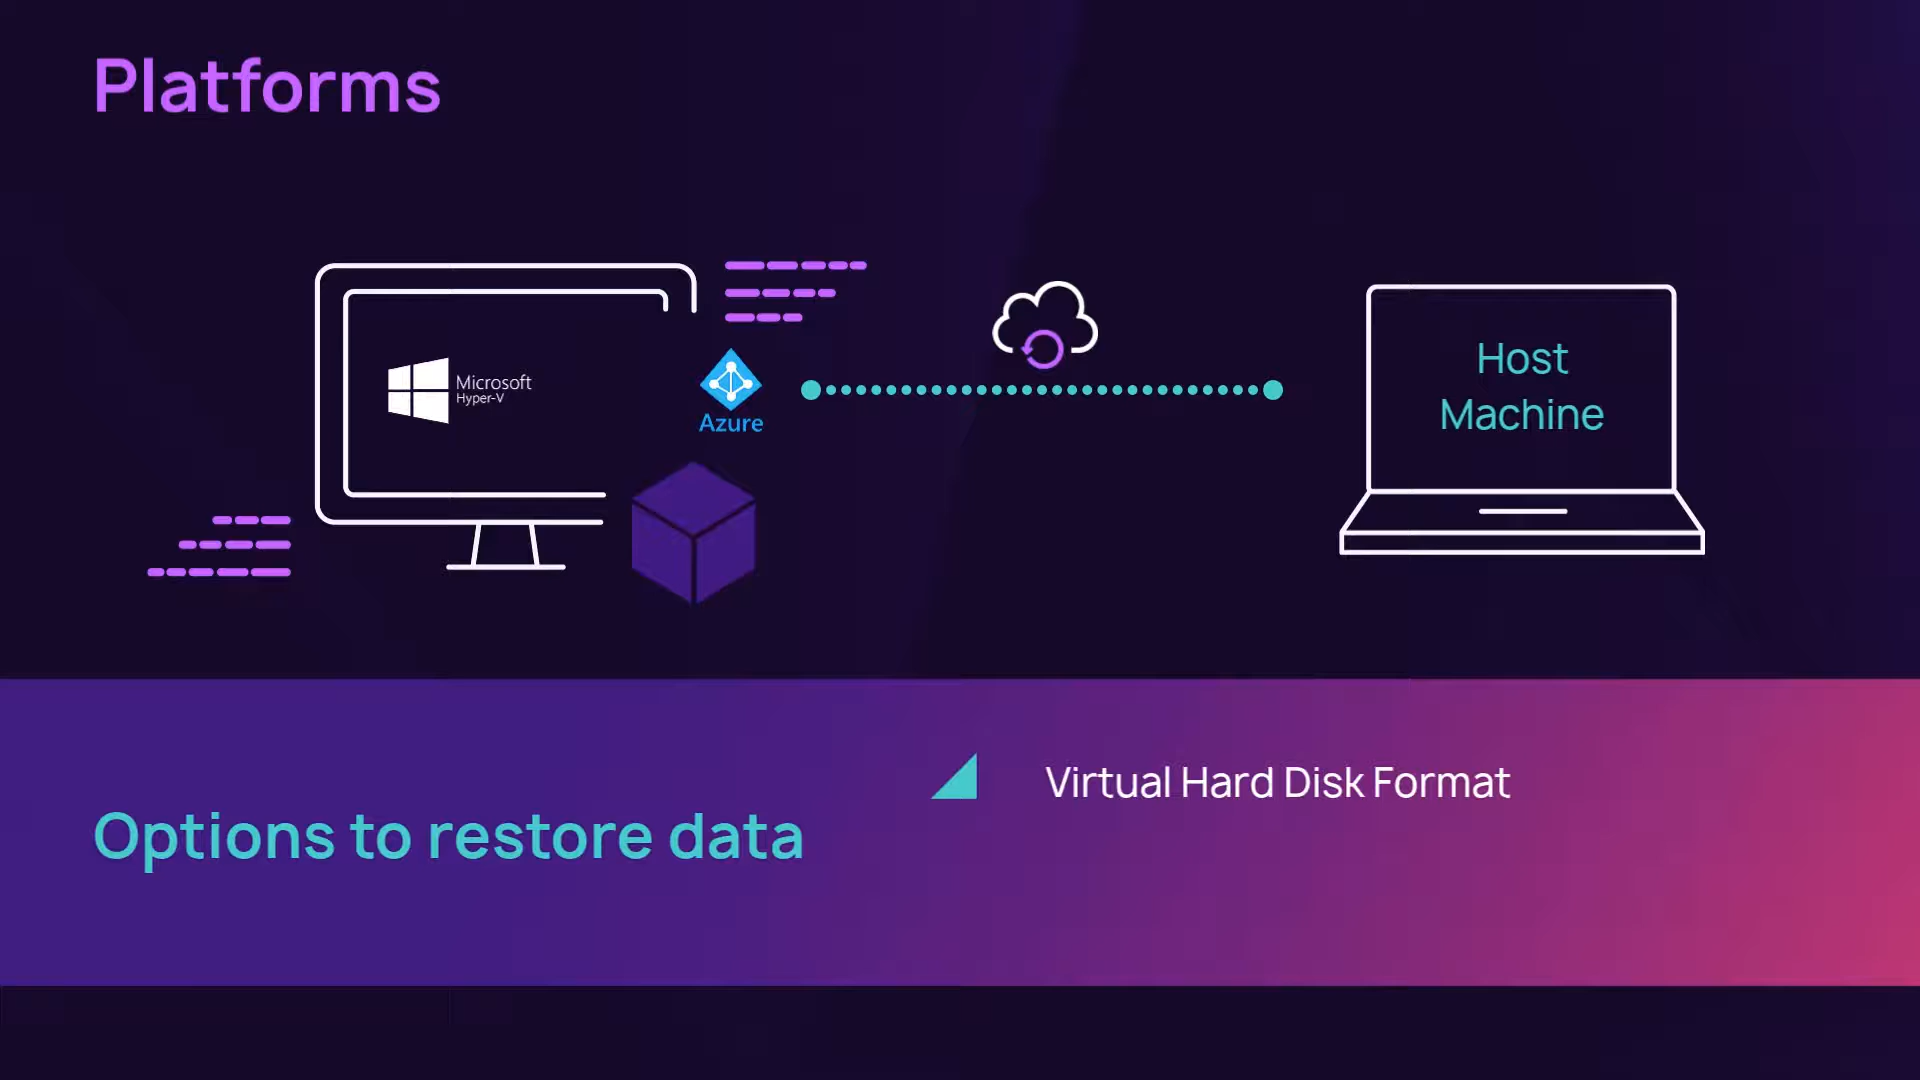 Platforms
Microsoft
Hyper-V
Azure
Host
Machine
Options to restore data
Virtual Hard Disk Format